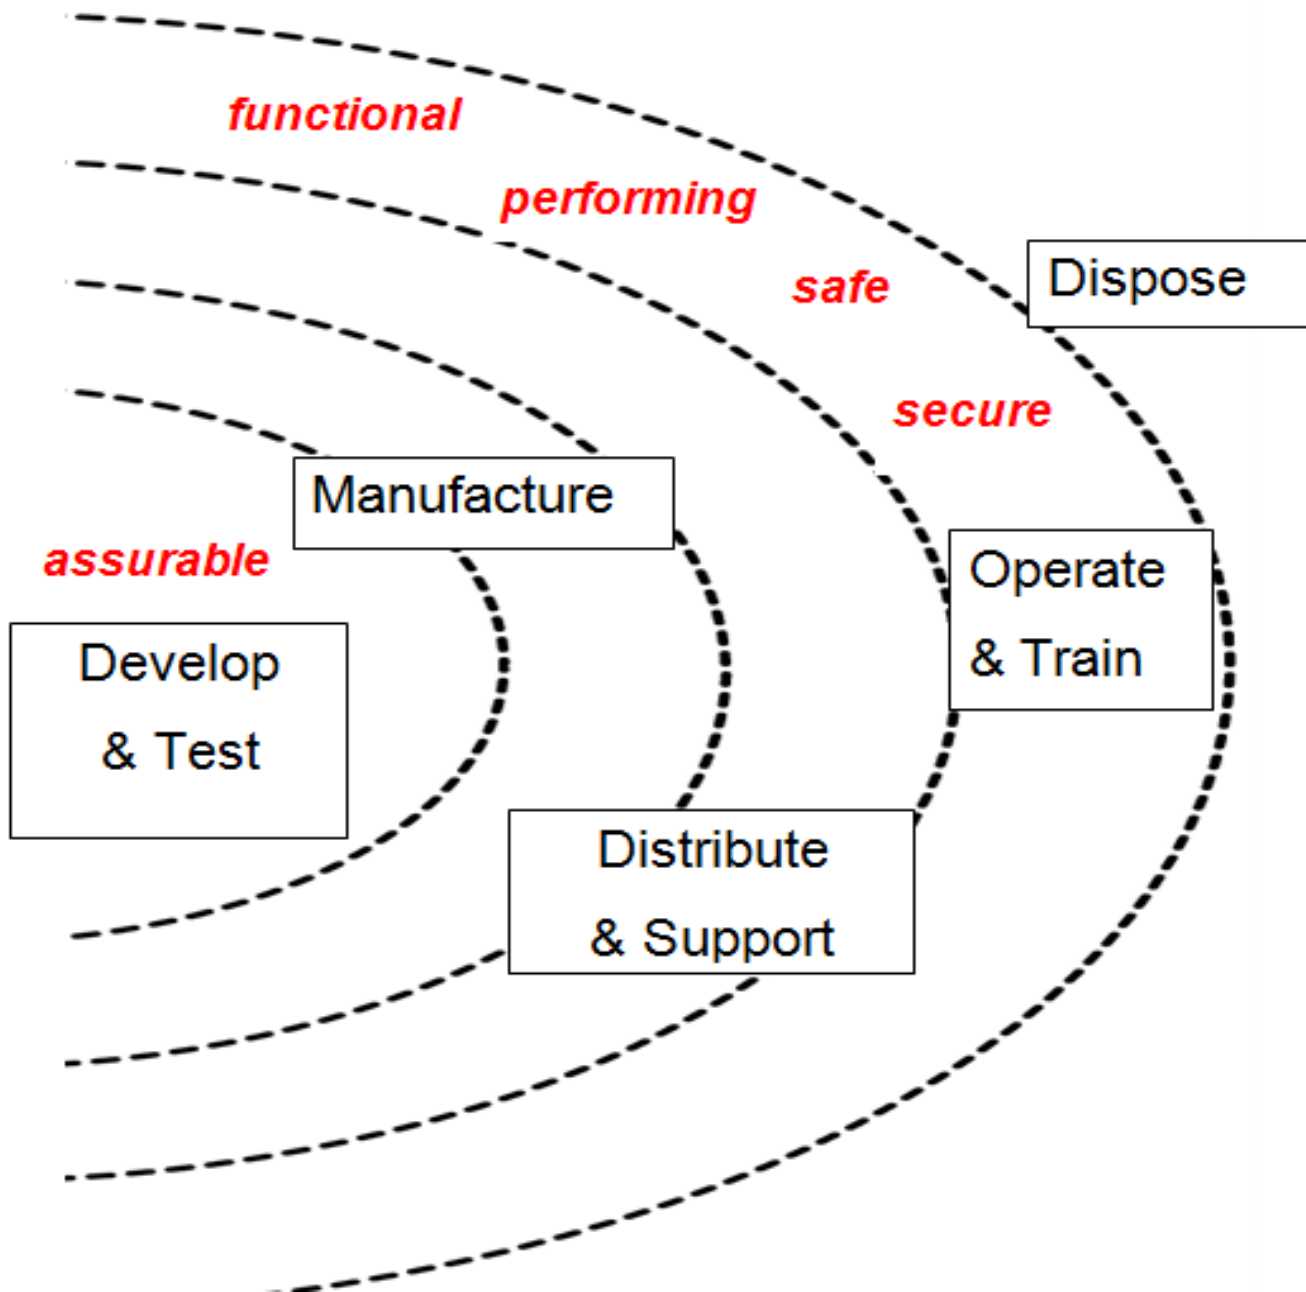 functional
performing
safe
Dispose
secure
Manufacture
assurable
Operate
& Train
Develop
& Test
Distribute
& Support